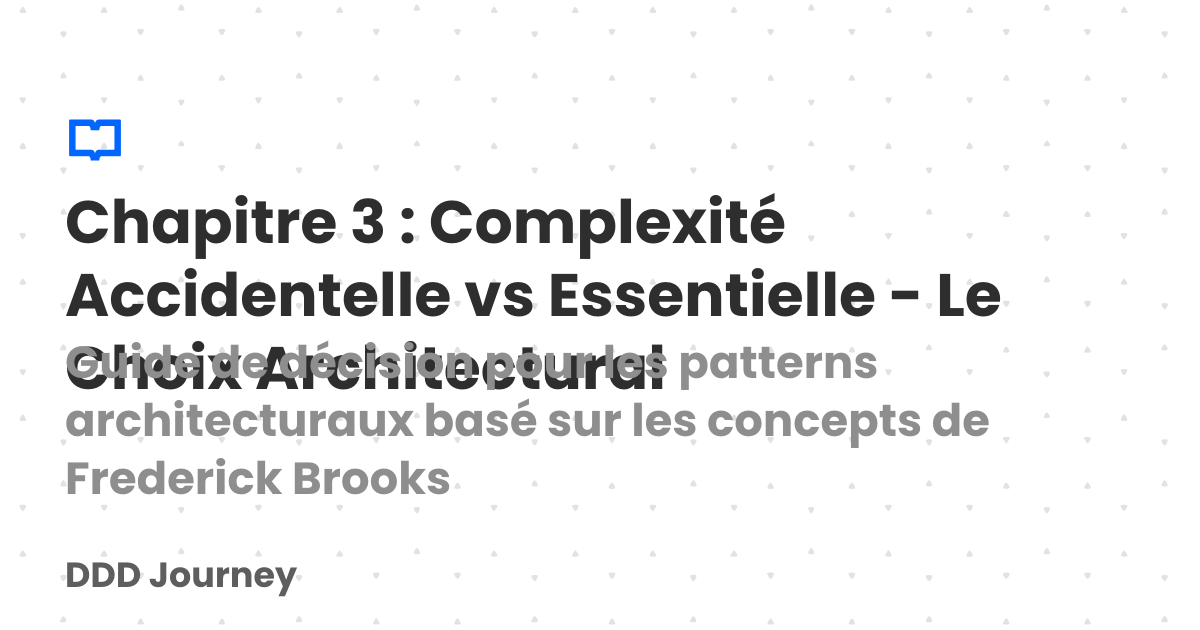 Chapitre 3 : Complexité
Accidentelle vs Essentielle - Le
Choix Architectural
Guide de décision pour les patterns
architecturaux basé sur les concepts de
Frederick Brooks
DDD Journey